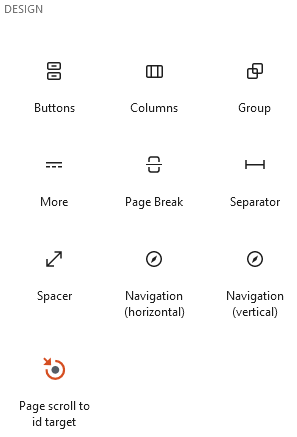 DESIGN
Buttons
Columns
Group
More
Page Break
Separator
Spacer
Navigation
(horizontal)
Navigation
(vertical)
Page scroll to
id target